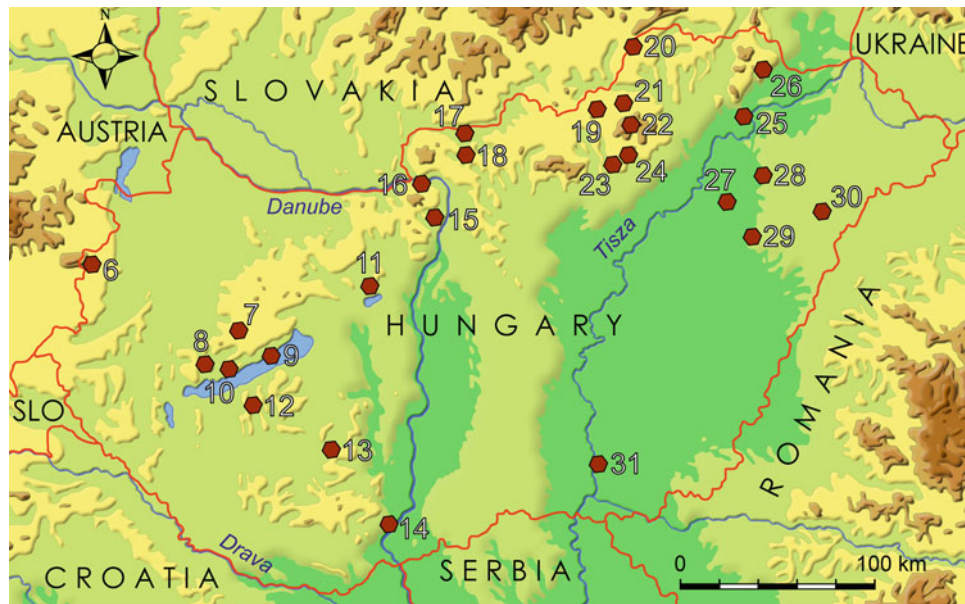 N
UKRAINE
SLOVAKIA
AUSTRIA
20
26
21
17
19
22
25
18
24
23
16
28
27
30
Danube
15
Tisza
29
6
11
HUNGARY
7
8
9
10
ROMANIA
SLO
12
13
31
14
Drava
0 100 km
CROATIA
SERBIA